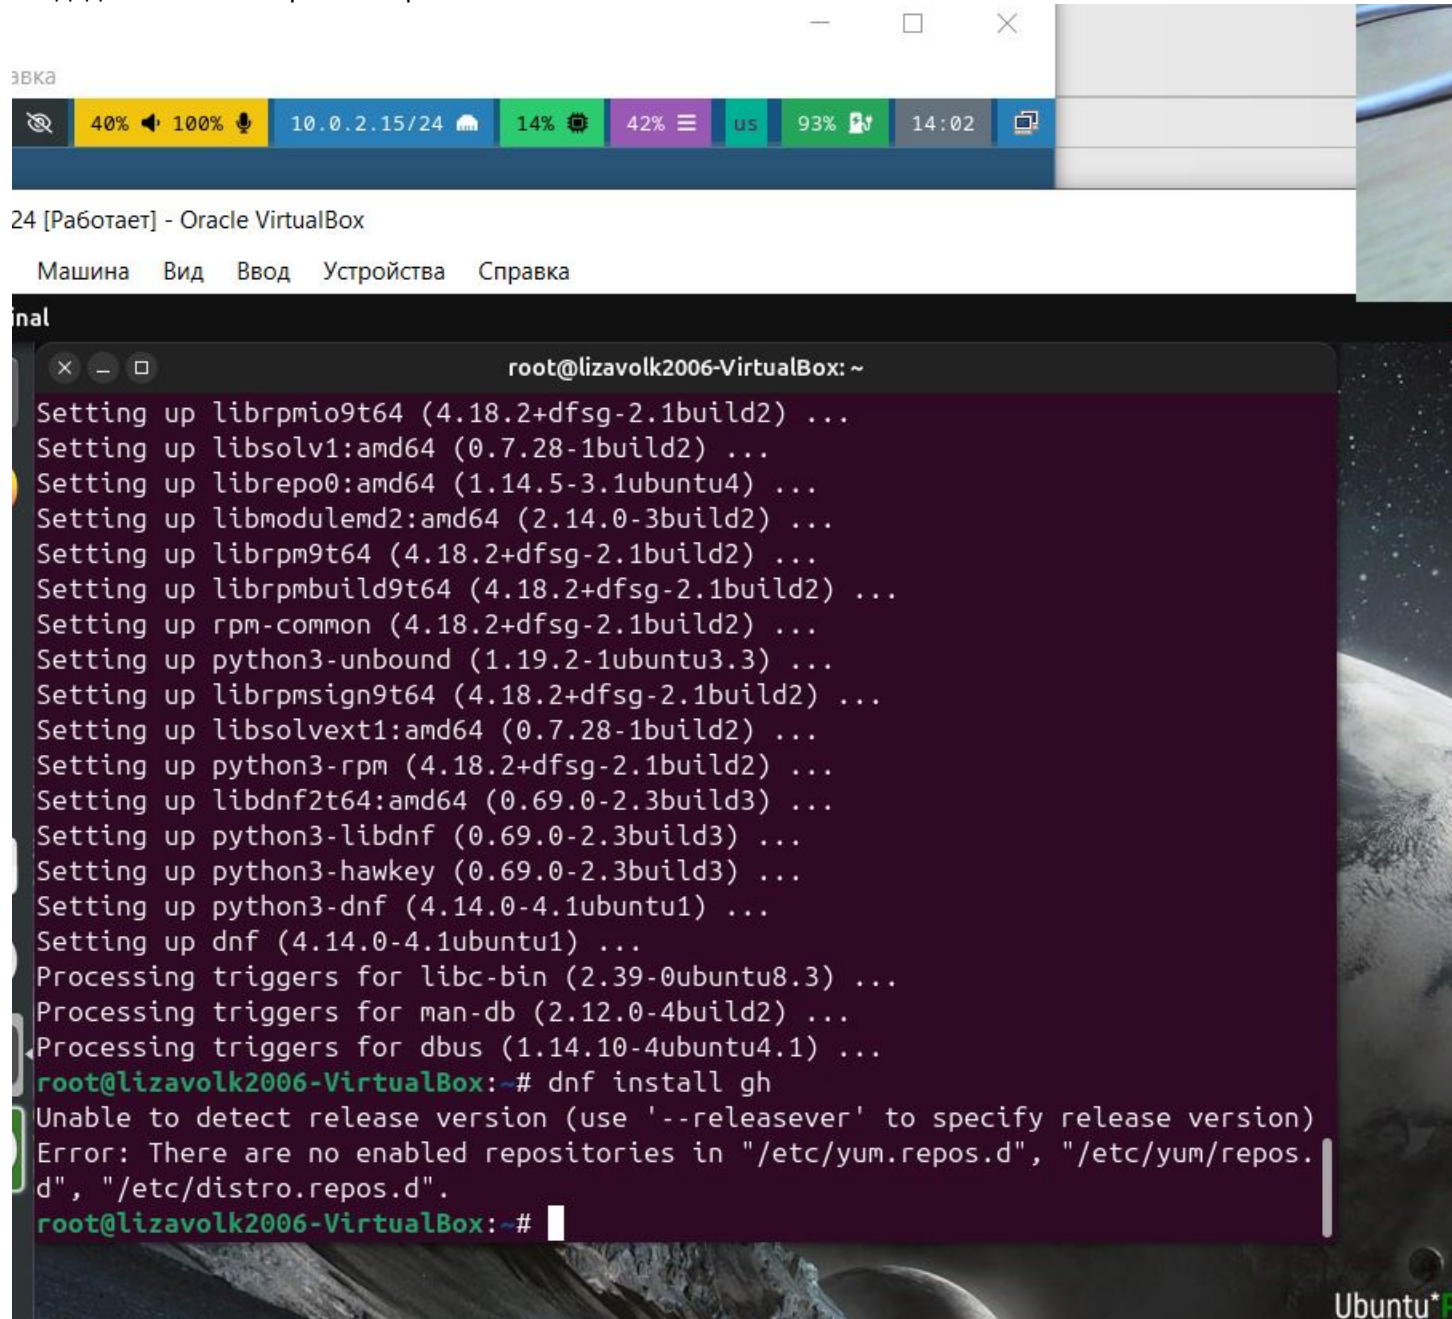 авка
40% 100% 10.0.2.15/24 14% 42% us 93% 14:02
24 [Работает] - Oracle VirtualBox
Машина Вид Ввод Устройства Справка
inal
root@lizavolk2006-VirtualBox: ~
Setting up librpmio9t64 (4.18.2+dfsg-2.1build2) ...
Setting up libsolv1:amd64 (0.7.28-1build2) ...
Setting up librepo0:amd64 (1.14.5-3.1ubuntu4) ...
Setting up libmodulemd2:amd64 (2.14.0-3build2) ...
Setting up librpm9t64 (4.18.2+dfsg-2.1build2) ...
Setting up librpmbuild9t64 (4.18.2+dfsg-2.1build2) ...
Setting up rpm-common (4.18.2+dfsg-2.1build2) ...
Setting up python3-unbound (1.19.2-1ubuntu3.3) ...
Setting up librpmsign9t64 (4.18.2+dfsg-2.1build2) ...
Setting up libsolvext1:amd64 (0.7.28-1build2) ...
Setting up python3-rpm (4.18.2+dfsg-2.1build2) ...
Setting up libdnf2t64:amd64 (0.69.0-2.3build3) ...
Setting up python3-libdnf (0.69.0-2.3build3) ...
Setting up python3-hawkey (0.69.0-2.3build3) ...
Setting up python3-dnf (4.14.0-4.1ubuntu1) ...
Setting up dnf (4.14.0-4.1ubuntu1) ...
Processing triggers for libc-bin (2.39-0ubuntu8.3) ...
Processing triggers for man-db (2.12.0-4build2) ...
Processing triggers for dbus (1.14.10-4ubuntu4.1) ...
root@lizavolk2006-VirtualBox:~# dnf install gh
Unable to detect release version (use '--releasever' to specify release version)
Error: There are no enabled repositories in "/etc/yum.repos.d", "/etc/yum/repos.
d", "/etc/distro.repos.d".
root@lizavolk2006-VirtualBox:~#
Ubuntu*